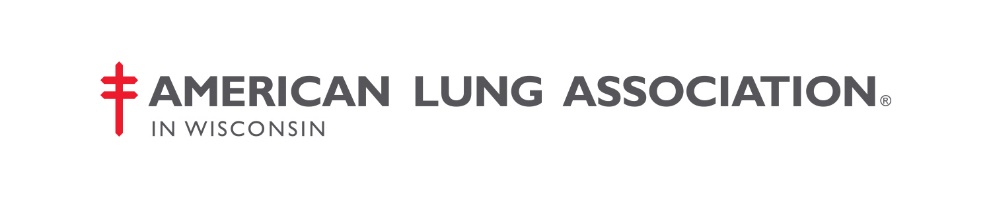 AMERICAN LUNG ASSOCIATION®
IN WISCONSIN